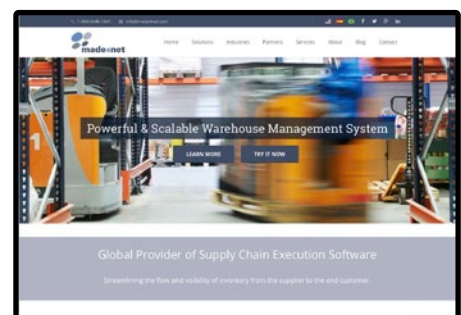 made4net
Home Solutions Industries Partners Services About Blog Contact
Powerful & Scalable Warehouse Management System
LEARN MORE TRY IT NOW
Global Provider of Supply Chain Execution Software
Streamlining the flow and visibility of inventory from the supplier to the end customer.